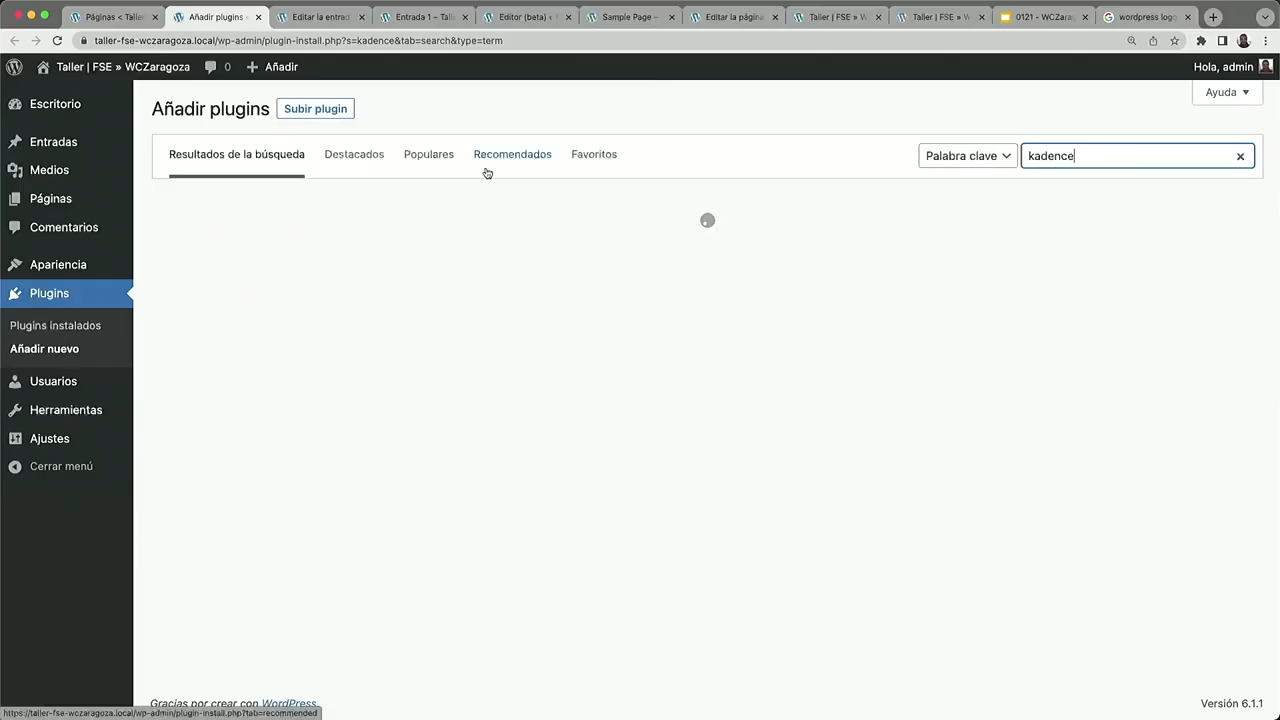 Páginas < Taller
Añadir plugins <
Editar la entrad
Entrada 1 – Tall
Editor (beta) <
Sample Page –
Editar la página
Taller | FSE » W
Taller | FSE » W
0121 - WCZarag
wordpress logo
taller-fse-wczaragoza.local/wp-admin/plugin-install.php?s=kadence&tab=search&type=term
Taller | FSE » WCZaragoza
0
Añadir
Hola, admin
Escritorio
Entradas
Medios
Páginas
Comentarios
Apariencia
Plugins
Plugins instalados
Añadir nuevo
Usuarios
Herramientas
Ajustes
Cerrar menú
Añadir plugins
Subir plugin
Ayuda
Resultados de la búsqueda
Destacados
Populares
Recomendados
Favoritos
Palabra clave
kadence
Gracias por crear con WordPress.
Versión 6.1.1
https://taller-fse-wczaragoza.local/wp-admin/plugin-install.php?tab=recommended